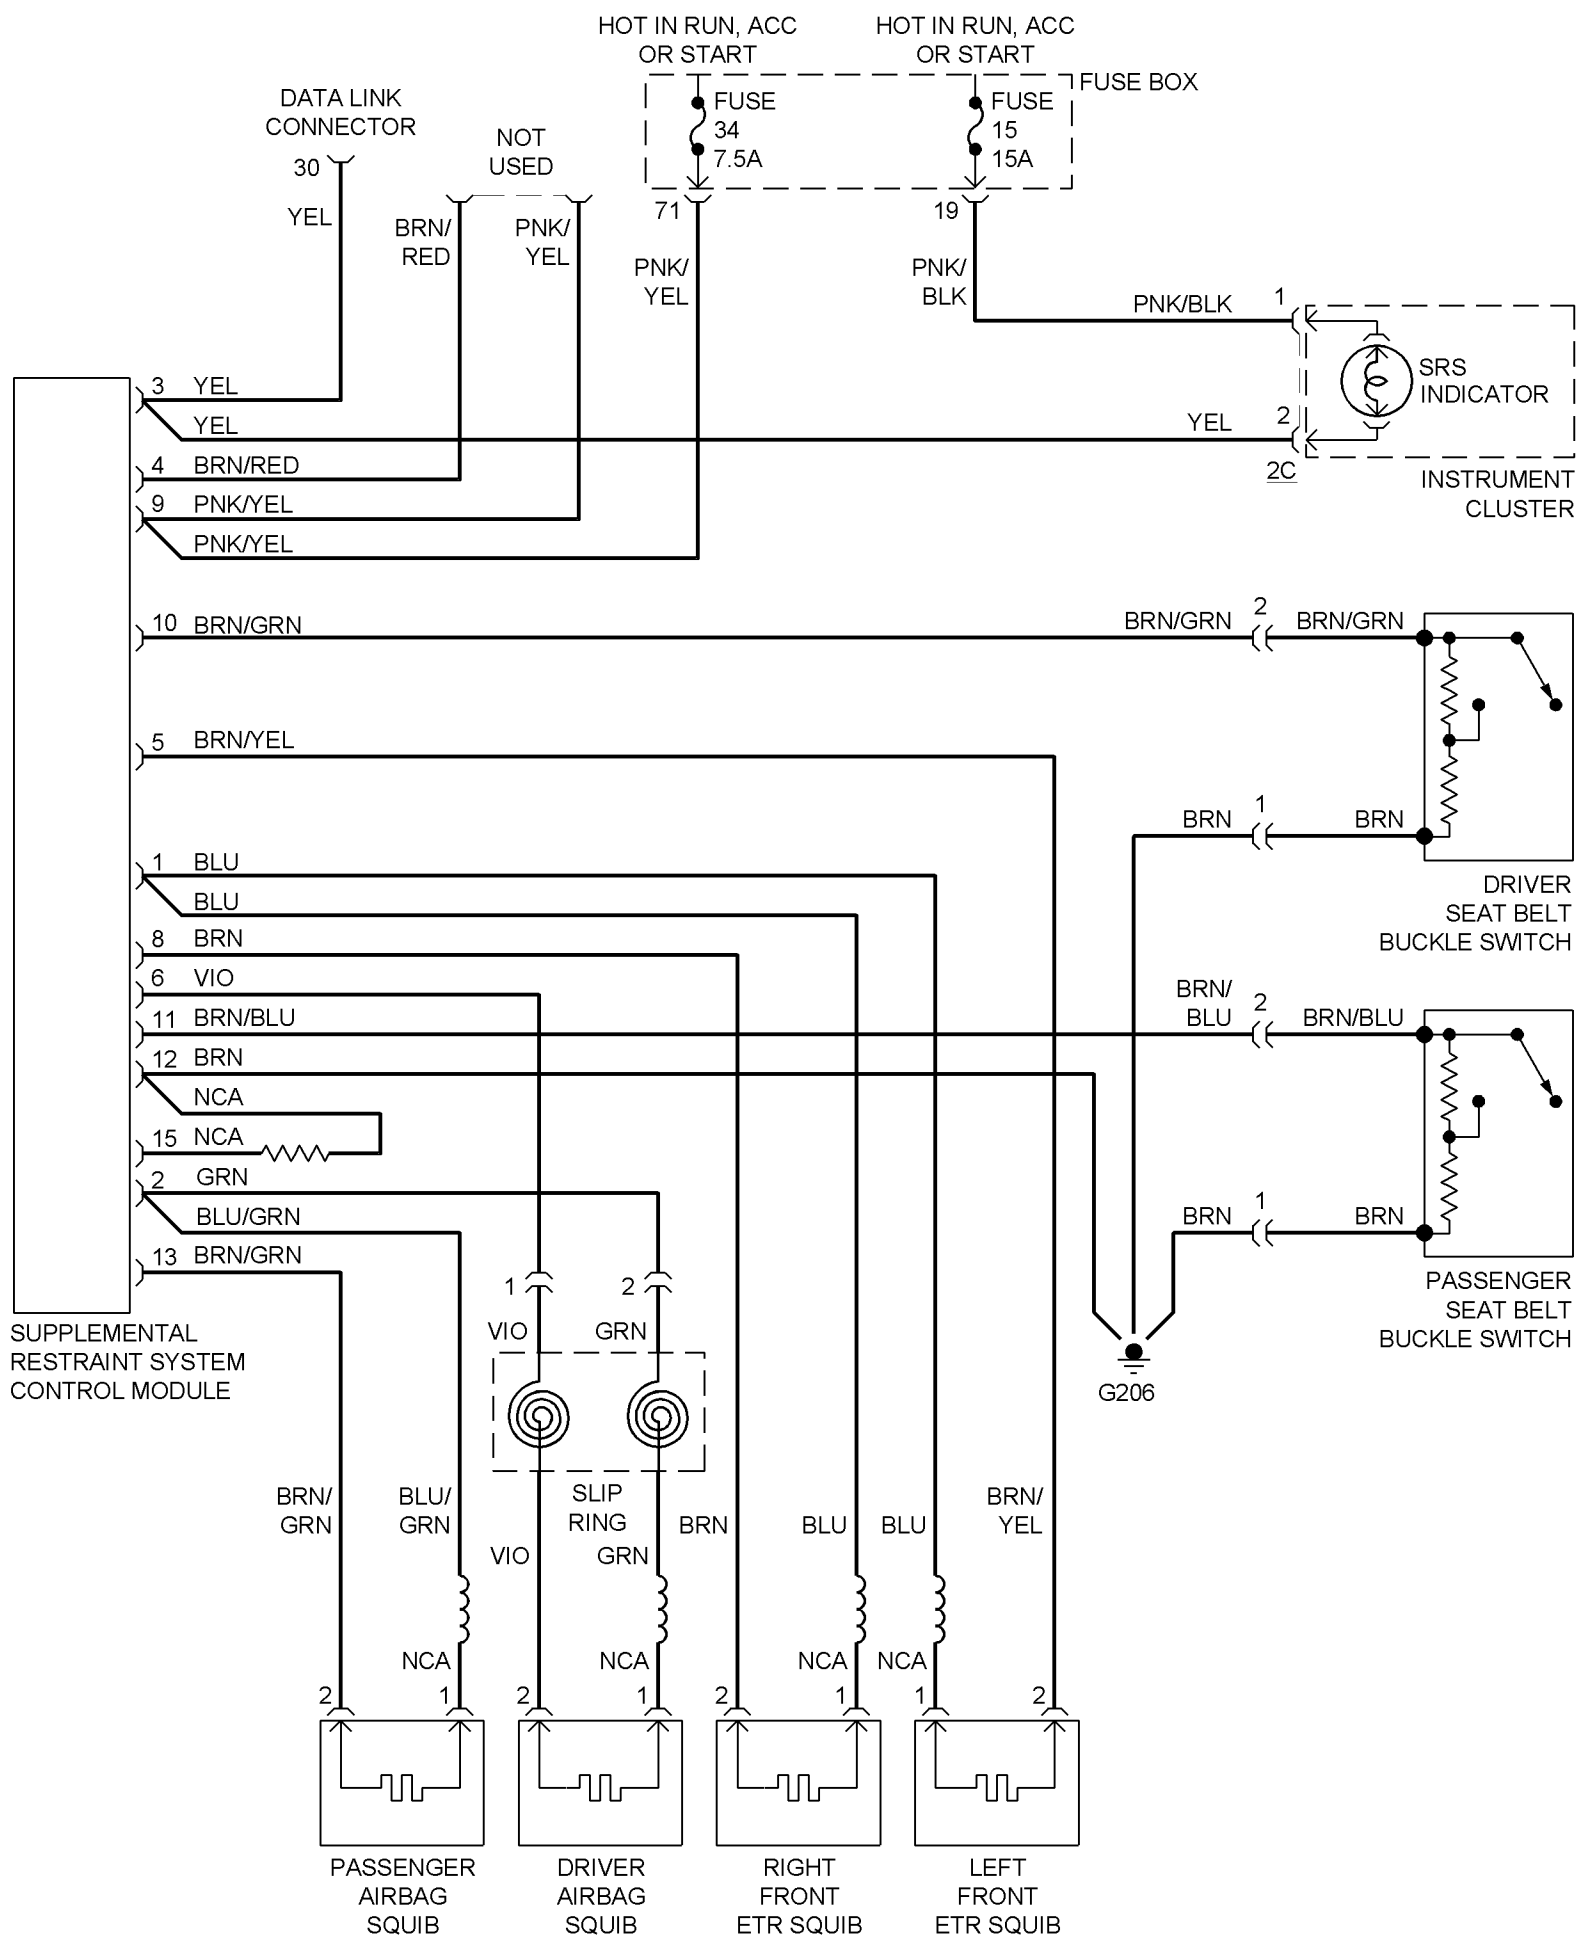 HOT IN RUN, ACC
OR START
HOT IN RUN, ACC
OR START
FUSE BOX
FUSE
34
7.5A
FUSE
15
15A
DATA LINK
CONNECTOR
30
YEL
NOT
USED
BRN/
RED
PNK/
YEL
71
PNK/
YEL
19
PNK/
BLK
PNK/BLK
1
SRS
INDICATOR
YEL
2
2C
INSTRUMENT
CLUSTER
3 YEL
YEL
4 BRN/RED
9 PNK/YEL
PNK/YEL
10 BRN/GRN
BRN/GRN
2
BRN/GRN
5 BRN/YEL
BRN
1
BRN
DRIVER
SEAT BELT
BUCKLE SWITCH
1 BLU
BLU
8 BRN
6 VIO
11 BRN/BLU
BRN/
BLU
2
BRN/BLU
12 BRN
NCA
15 NCA
2 GRN
BLU/GRN
13 BRN/GRN
BRN
1
BRN
PASSENGER
SEAT BELT
BUCKLE SWITCH
SUPPLEMENTAL
RESTRAINT SYSTEM
CONTROL MODULE
1
2
VIO
GRN
G206
SLIP
RING
BRN/
GRN
BLU/
GRN
VIO
GRN
BRN
BLU
BLU
BRN/
YEL
NCA
NCA
NCA
NCA
2
1
2
1
2
1
1
2
PASSENGER
AIRBAG
SQUIB
DRIVER
AIRBAG
SQUIB
RIGHT
FRONT
ETR SQUIB
LEFT
FRONT
ETR SQUIB